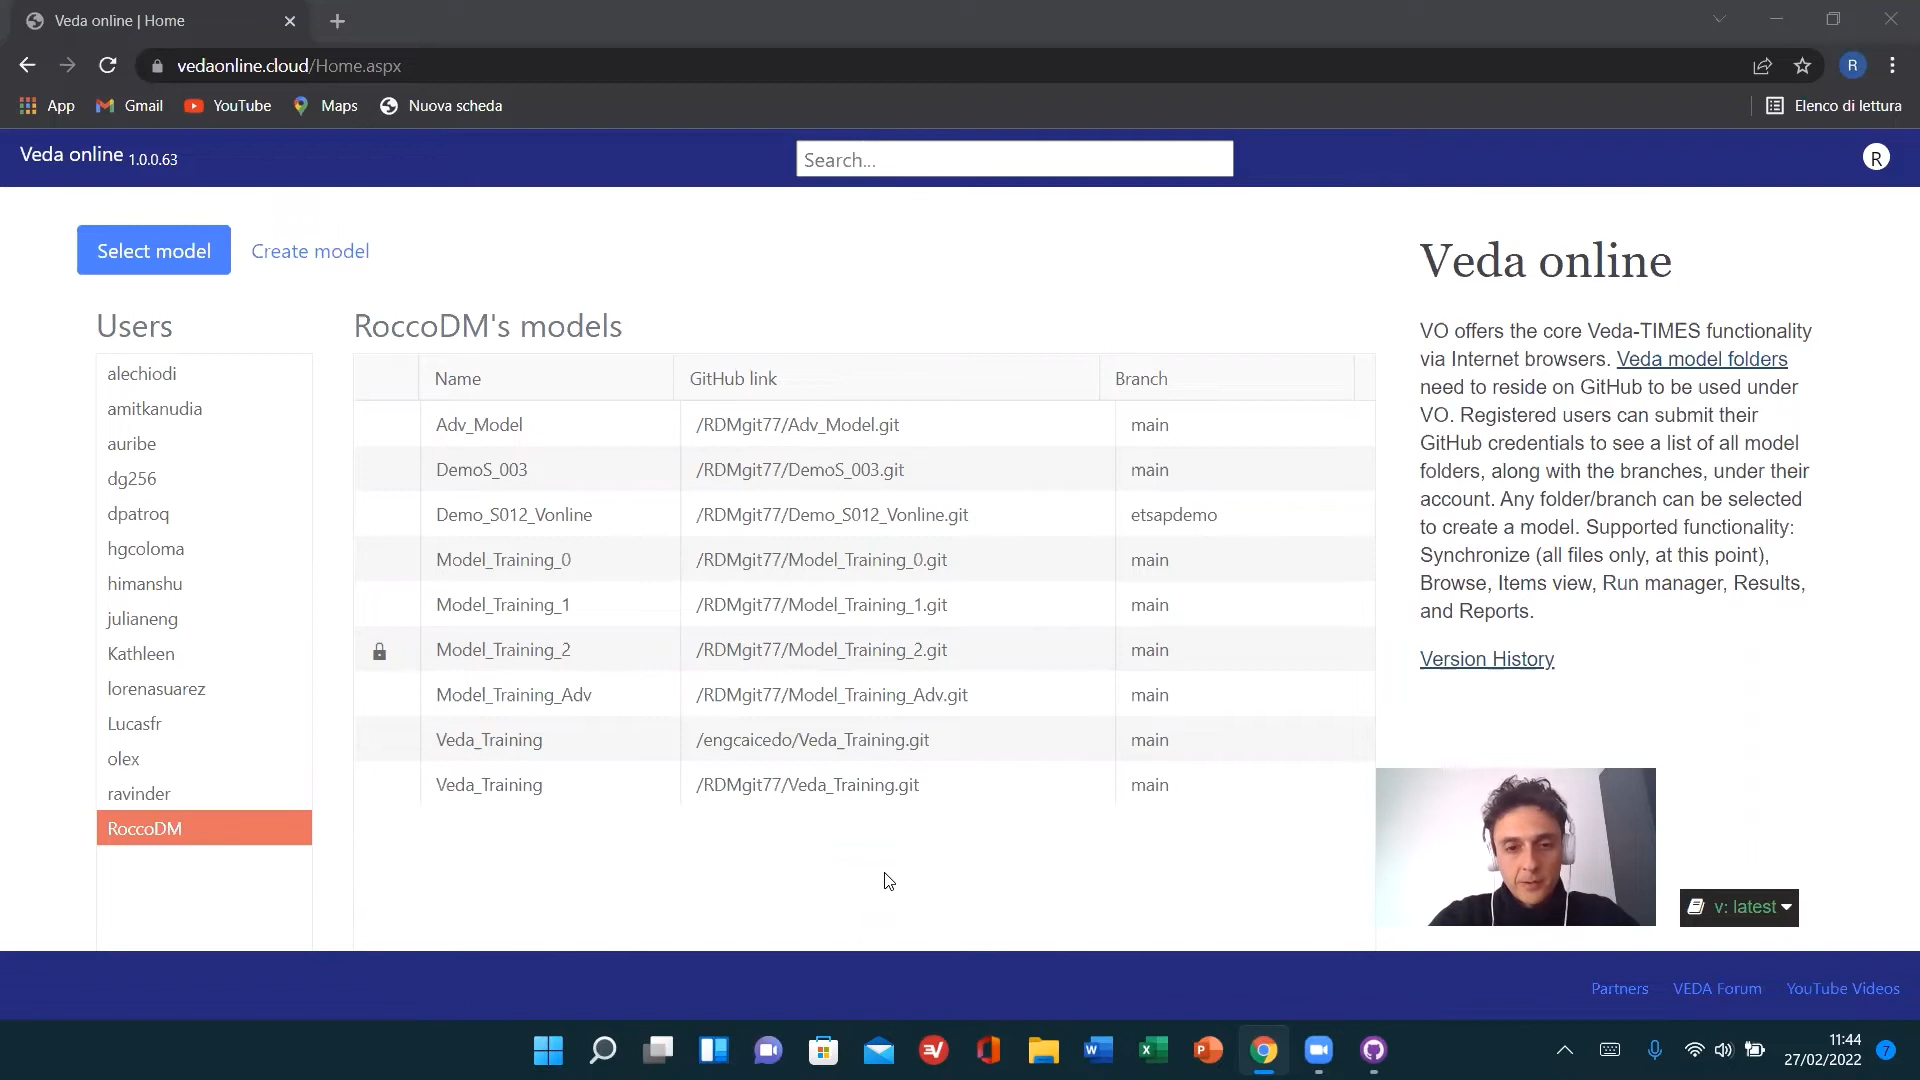 Veda online | Home
vedaonline.cloud/Home.aspx
R
App
Gmail
YouTube
Maps
Nuova scheda
Elenco di lettura
Veda online 1.0.0.63
Search...
R
Select model
Create model
Users
alechiodi
amitkanudia
auribe
dg256
dpatroq
hgcoloma
himanshu
julianeng
Kathleen
lorenasuarez
Lucasfr
olex
ravinder
RoccoDM
RoccoDM's models
Name GitHub link Branch
Adv_Model /RDMgit77/Adv_Model.git main
DemoS_003 /RDMgit77/DemoS_003.git main
Demo_S012_Vonline /RDMgit77/Demo_S012_Vonline.git etsapdemo
Model_Training_0 /RDMgit77/Model_Training_0.git main
Model_Training_1 /RDMgit77/Model_Training_1.git main
Model_Training_2 /RDMgit77/Model_Training_2.git main
Model_Training_Adv /RDMgit77/Model_Training_Adv.git main
Veda_Training /engcaicedo/Veda_Training.git main
Veda_Training /RDMgit77/Veda_Training.git main
Veda online
VO offers the core Veda-TIMES functionality
via Internet browsers. Veda model folders
need to reside on GitHub to be used under
VO. Registered users can submit their
GitHub credentials to see a list of all model
folders, along with the branches, under their
account. Any folder/branch can be selected
to create a model. Supported functionality:
Synchronize (all files only, at this point),
Browse, Items view, Run manager, Results,
and Reports.
Version History
v: latest
Partners
VEDA Forum
YouTube Videos
W
X
P
11:44
27/02/2022
7